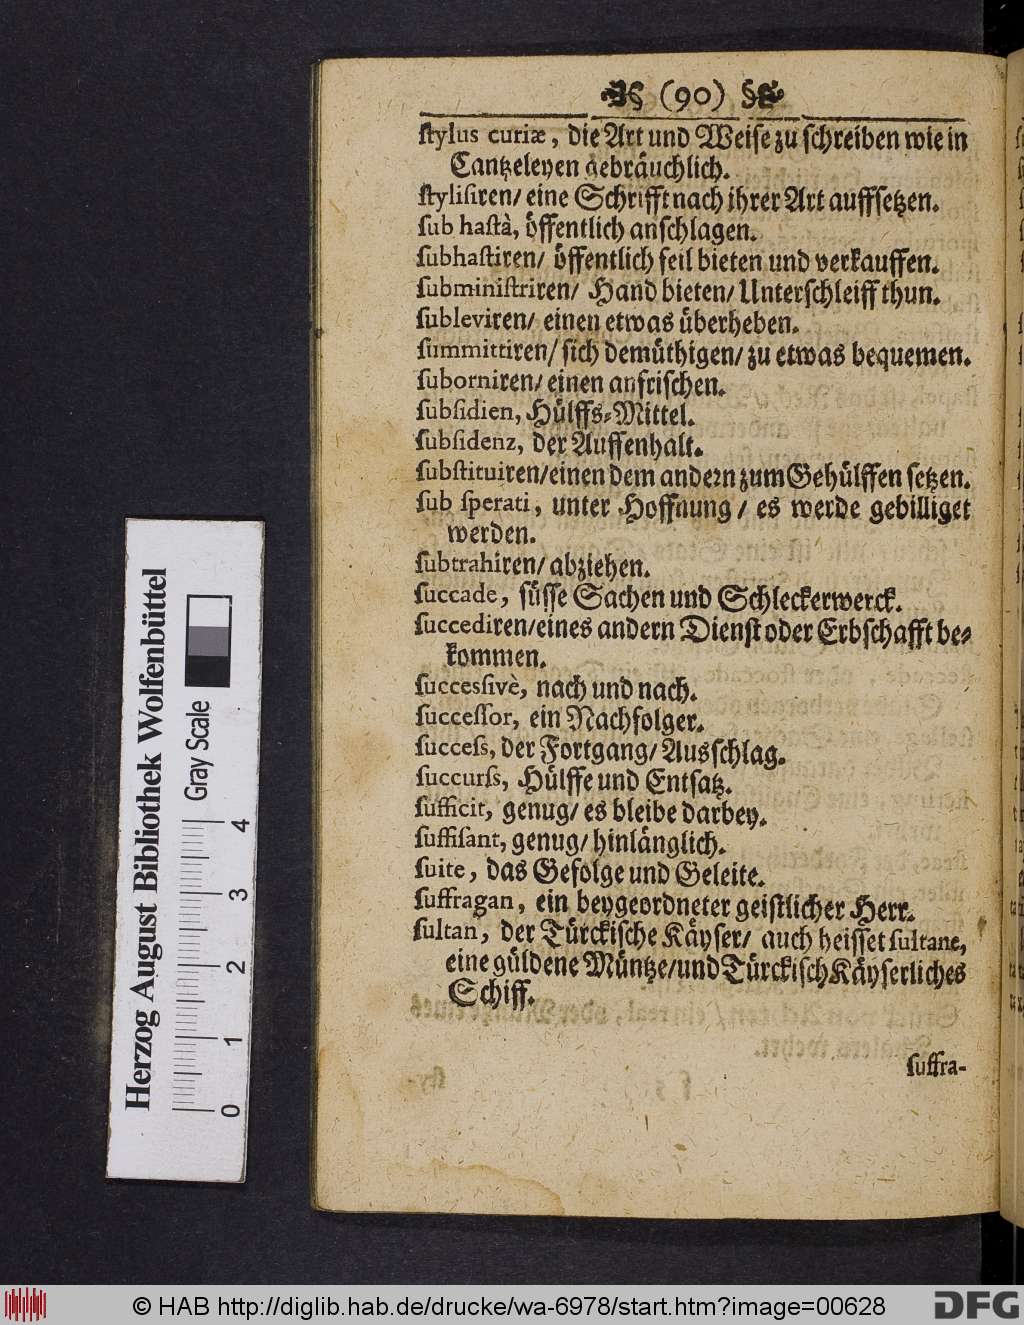 (90)
ſtylus curiæ, die Art und Weiſe zu ſchreiben wie in
Cantzeleyen gebräuchlich.
ſtyliſiren/ eine Schrifft nach ihrer Art auffſetzen.
ſub haſtà, öffentlich anſchlagen.
ſubhaſtiren/ öffentlich feil bieten und verkauffen.
ſubminiſtriren/ Hand bieten/ Unterſchleiff thun.
ſubleviren/ einen etwas überheben.
ſummittiren/ ſich demüthigen/ zu etwas bequemen.
ſuborniren/ einen anfriſchen.
ſubſidien, Hülffs-Mittel.
ſubſidenz, der Auffenhalt.
ſubſtituiren/einen dem andern zum Gehülffen ſetzen.
ſub ſperati, unter Hoffnung / es werde gebilliget
werden.
ſubtrahiren/ abziehen.
ſuccade, ſüſſe Sachen und Schleckerwerck.
ſuccediren/eines andern Dienſt oder Erbſchafft be-
kommen.
ſuccesſivè, nach und nach.
ſucceſſor, ein Nachfolger.
ſucceſs, der Fortgang/ Ausſchlag.
ſuccurſs, Hülffe und Entſatz.
ſufficit, genug/ es bleibe darbey.
ſuffiſant, genug/ hinlänglich.
ſuite, das Gefolge und Geleite.
ſuffragan, ein beygeordneter geiſtlicher Herr.
ſultan, der Türckiſche Käyſer/ auch heiſſet ſultane,
eine güldene Müntze/und Türckiſch Käyſerliches
Schiff.
ſuffra-
Herzog August Bibliothek Wolfenbüttel
Gray Scale
0 1 2 3 4
© HAB http://diglib.hab.de/drucke/wa-6978/start.htm?image=00628
DFG